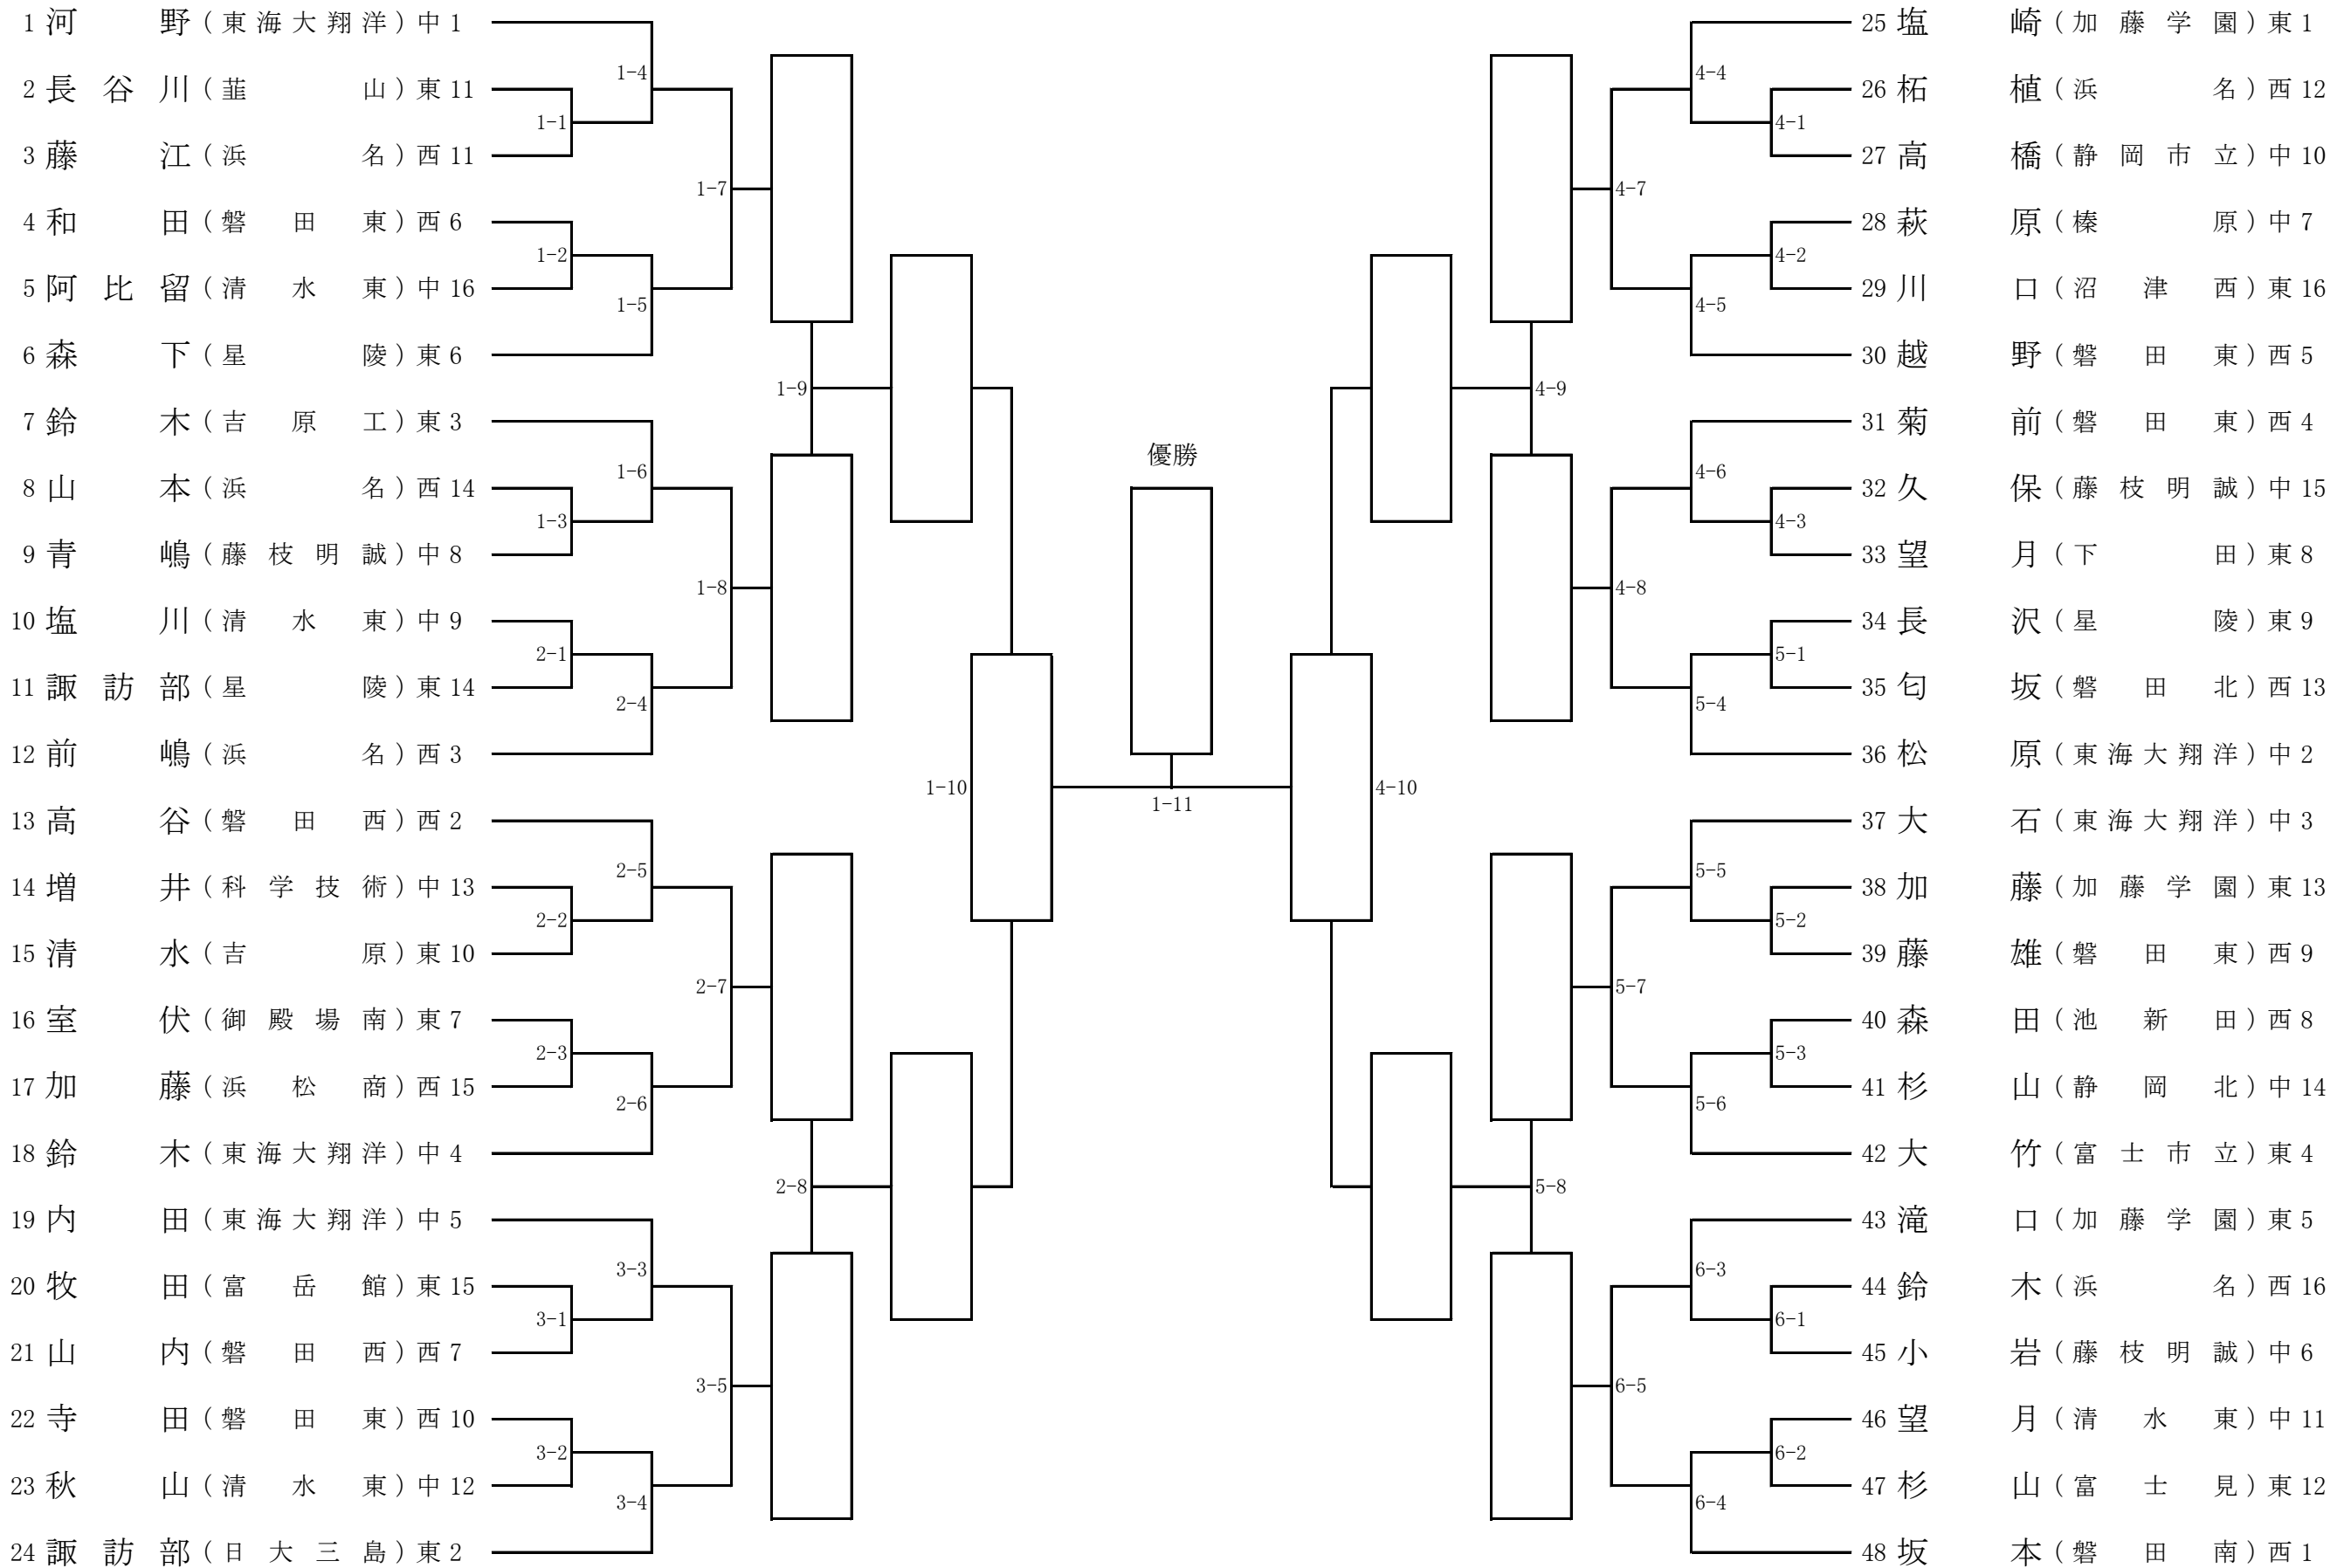 1 河野（東海大翔洋）中 1
2 長谷川（韮山）東 11
3 藤江（浜名）西 11
4 和田（磐田東）西 6
5 阿比留（清水東）中 16
6 森下（星陵）東 6
7 鈴木（吉原工）東 3
8 山本（浜名）西 14
9 青嶋（藤枝明誠）中 8
10 塩川（清水東）中 9
11 諏訪部（星陵）東 14
12 前嶋（浜名）西 3
13 高谷（磐田西）西 2
14 増井（科学技術）中 13
15 清水（吉原）東 10
16 室伏（御殿場南）東 7
17 加藤（浜松商）西 15
18 鈴木（東海大翔洋）中 4
19 内田（東海大翔洋）中 5
20 牧田（富岳館）東 15
21 山内（磐田西）西 7
22 寺田（磐田東）西 10
23 秋山（清水東）中 12
24 諏訪部（日大三島）東 2
1-4
1-1
1-7
1-2
1-5
1-9
1-6
1-3
1-8
2-1
2-4
1-10
2-5
2-2
2-7
2-3
2-6
2-8
3-3
3-1
3-5
3-2
3-4
優勝
1-11
4-4
4-1
4-7
4-2
4-5
4-9
4-6
4-3
4-8
5-1
5-4
4-10
5-5
5-2
5-7
5-3
5-6
5-8
6-3
6-1
6-5
6-2
6-4
25 塩崎（加藤学園）東 1
26 柘植（浜名）西 12
27 高橋（静岡市立）中 10
28 萩原（榛原）中 7
29 川口（沼津西）東 16
30 越野（磐田東）西 5
31 菊前（磐田東）西 4
32 久保（藤枝明誠）中 15
33 望月（下田）東 8
34 長沢（星陵）東 9
35 匂坂（磐田北）西 13
36 松原（東海大翔洋）中 2
37 大石（東海大翔洋）中 3
38 加藤（加藤学園）東 13
39 藤雄（磐田東）西 9
40 森田（池新田）西 8
41 杉山（静岡北）中 14
42 大竹（富士市立）東 4
43 滝口（加藤学園）東 5
44 鈴木（浜名）西 16
45 小岩（藤枝明誠）中 6
46 望月（清水東）中 11
47 杉山（富士見）東 12
48 坂本（磐田南）西 1